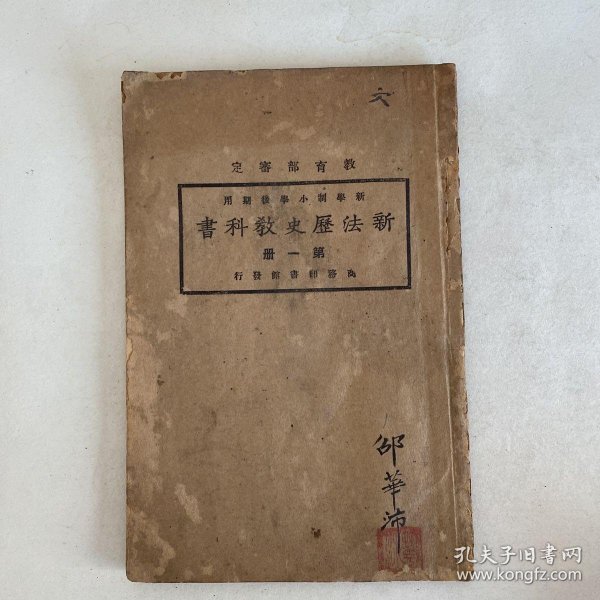 文
教育部審定
新學制小學後期用
新法歷史教科書
第一冊
商務印書館發行
邵華沛
孔夫子旧书网
www.kongfz.com